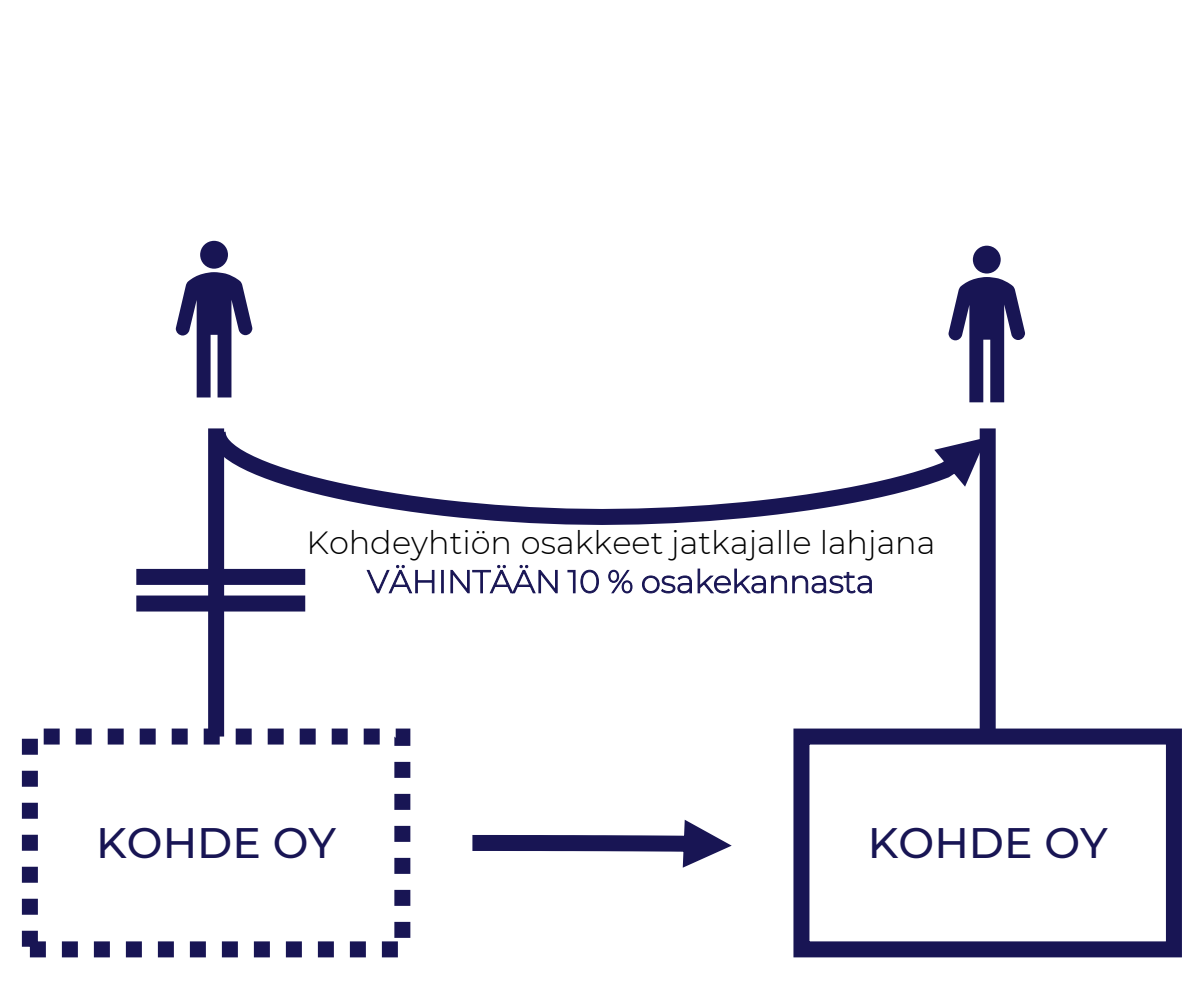 Kohdeyhtiön osakkeet jatkajalle lahjana
VÄHINTÄÄN 10 % osakekannasta
KOHDE OY
KOHDE OY